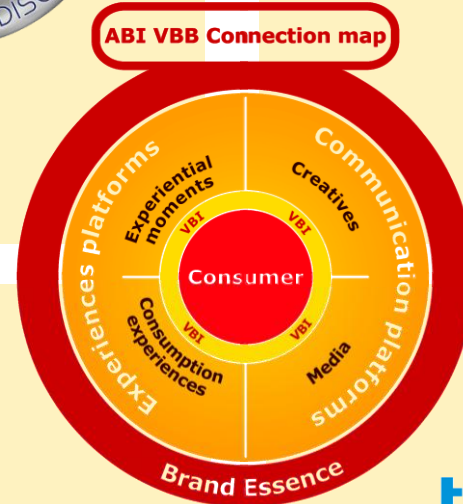 DISC
ABI VBB Connection map
Experiences platforms
Communication platforms
Experiential
moments
Creatives
VBI
VBI
Consumer
VBI
VBI
Consumption
experiences
Media
Brand Essence